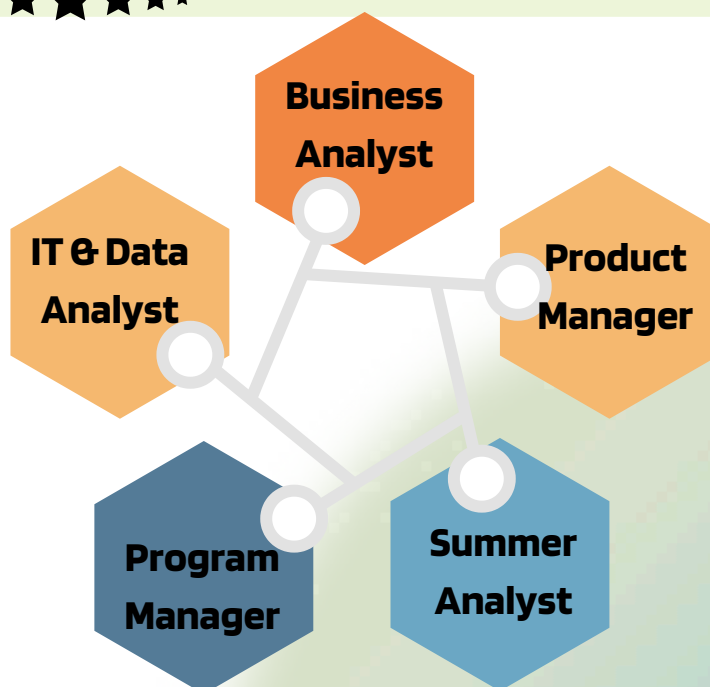 Business
Analyst
IT & Data
Analyst
Product
Manager
Program
Manager
Summer
Analyst